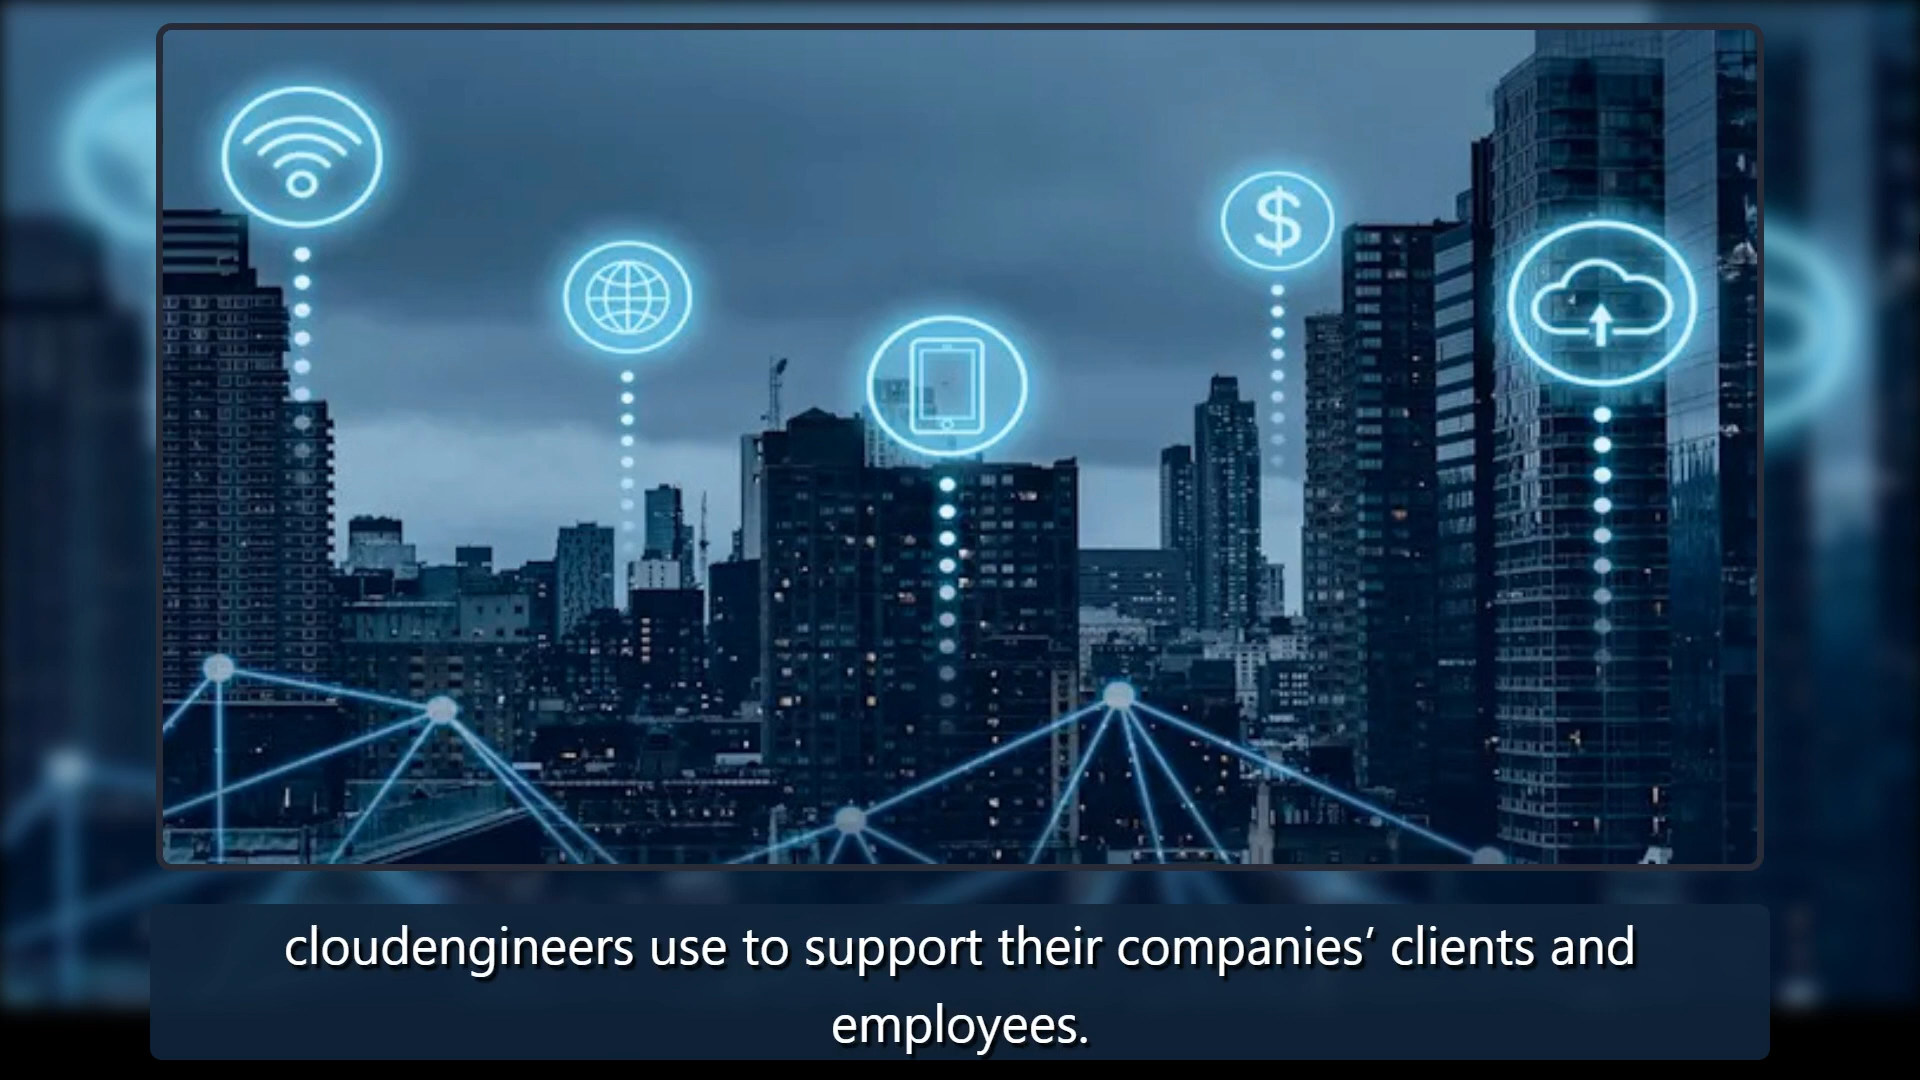 $
cloudengineers use to support their companies’ clients and
employees.